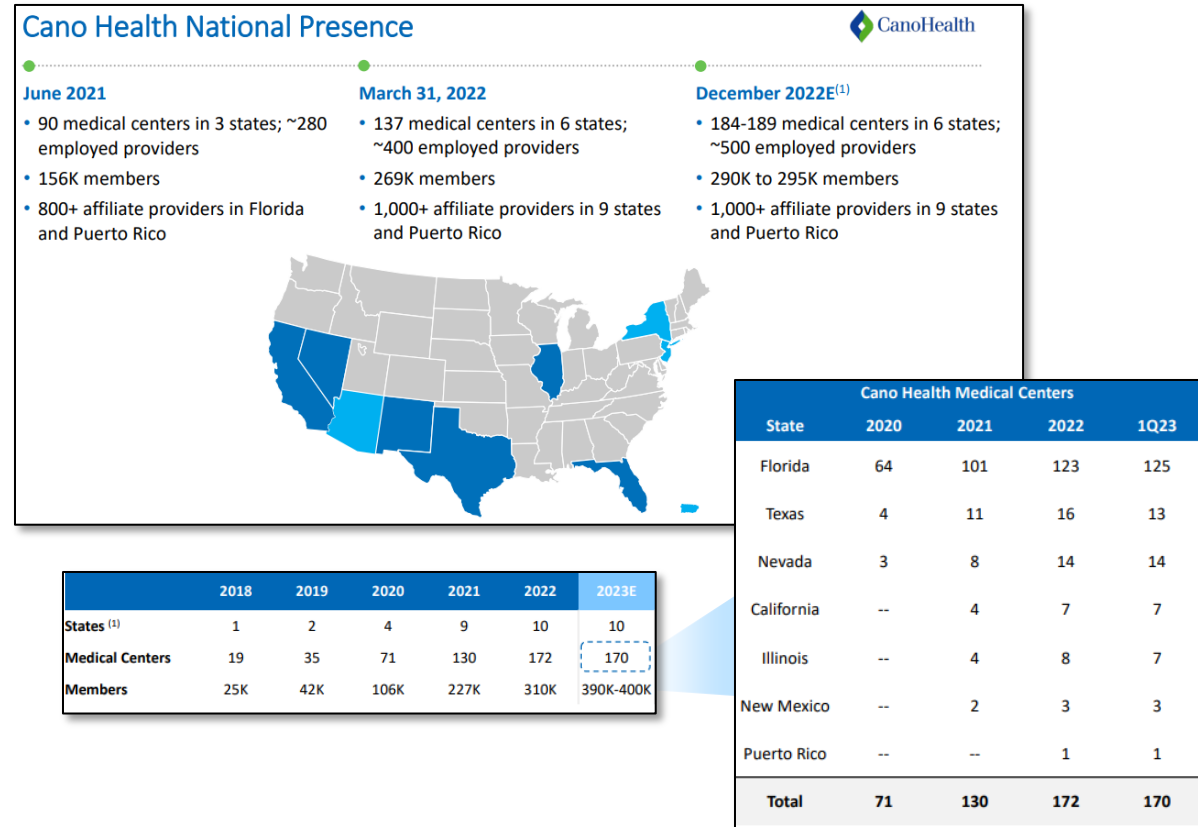 Cano Health National Presence
CanoHealth
June 2021
• 90 medical centers in 3 states; ~280
employed providers
• 156K members
• 800+ affiliate providers in Florida
and Puerto Rico
March 31, 2022
• 137 medical centers in 6 states;
~400 employed providers
• 269K members
• 1,000+ affiliate providers in 9 states
and Puerto Rico
December 2022E(1)
• 184-189 medical centers in 6 states;
~500 employed providers
• 290K to 295K members
• 1,000+ affiliate providers in 9 states
and Puerto Rico
2018 2019 2020 2021 2022 2023E
States (1) 1 2 4 9 10 10
Medical Centers 19 35 71 130 172 170
Members 25K 42K 106K 227K 310K 390K-400K
Cano Health Medical Centers
State 2020 2021 2022 1Q23
Florida 64 101 123 125
Texas 4 11 16 13
Nevada 3 8 14 14
California -- 4 7 7
Illinois -- 4 8 7
New Mexico -- 2 3 3
Puerto Rico -- -- 1 1
Total 71 130 172 170